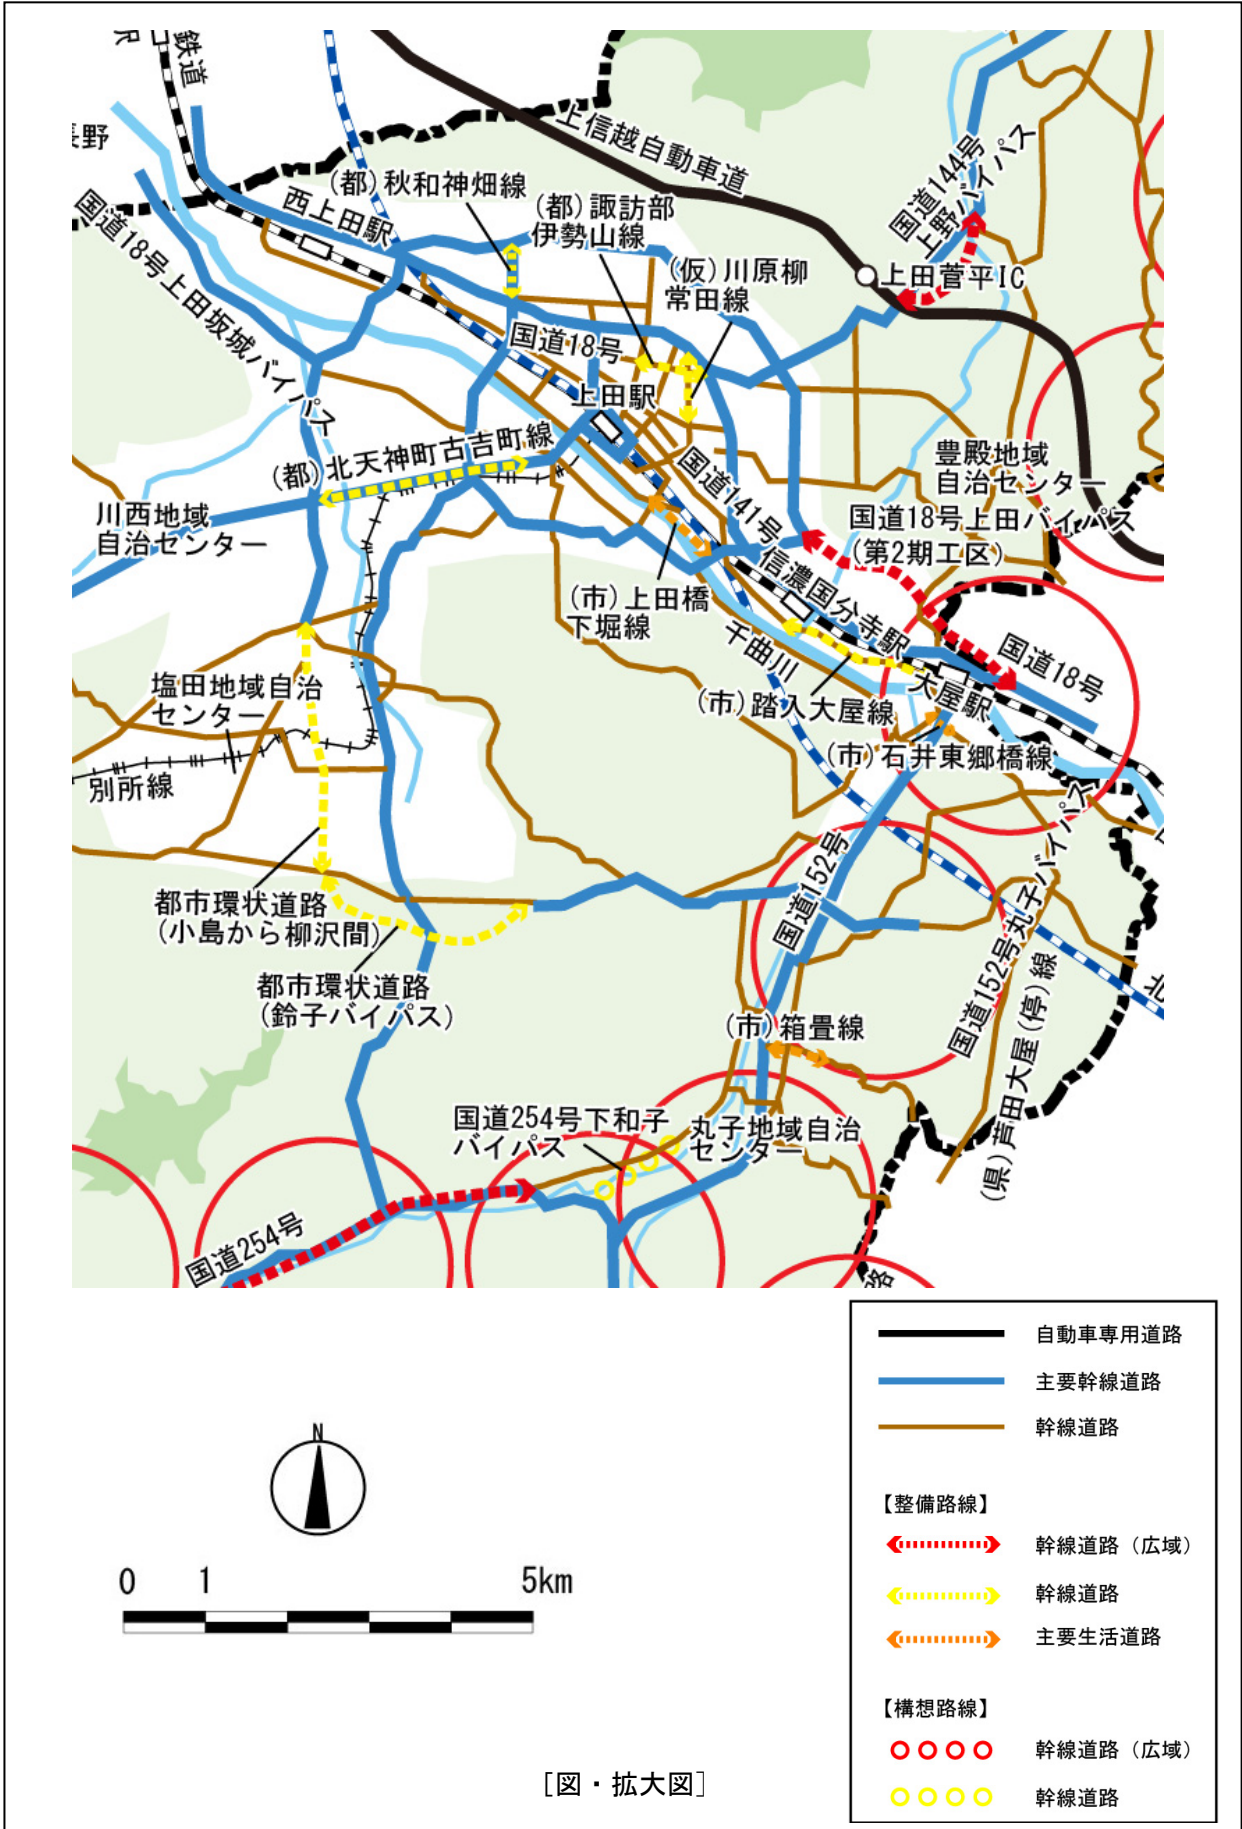 鉄道
上信越自動車道
国道144号
上野バイパス
長野
(都)秋和神畑線
西上田駅
(都)諏訪部
伊勢山線
国道18号上田坂城バイパス
(仮)川原柳
常田線
上田菅平IC
国道18号
上田駅
(都)北天神町古吉町線
国道141号
豊殿地域
自治センター
川西地域
自治センター
国道18号上田バイパス
(第2期工区)
信濃国分寺駅
(市)上田橋
下堀線
千曲川
国道18号
塩田地域自治
センター
(市)踏入大屋線
大屋駅
(市)石井東郷橋線
別所線
国道152号
国道152号丸子バイパス
都市環状道路
(小島から柳沢間)
都市環状道路
(鈴子バイパス)
北
(市)箱畳線
(県)芦田大屋(停)線
国道254号下和子
バイパス
丸子地域自治
センター
国道254号
路
自動車専用道路
主要幹線道路
幹線道路
【整備路線】
幹線道路（広域）
幹線道路
主要生活道路
【構想路線】
幹線道路（広域）
幹線道路
N
0 1 5km
［図・拡大図］